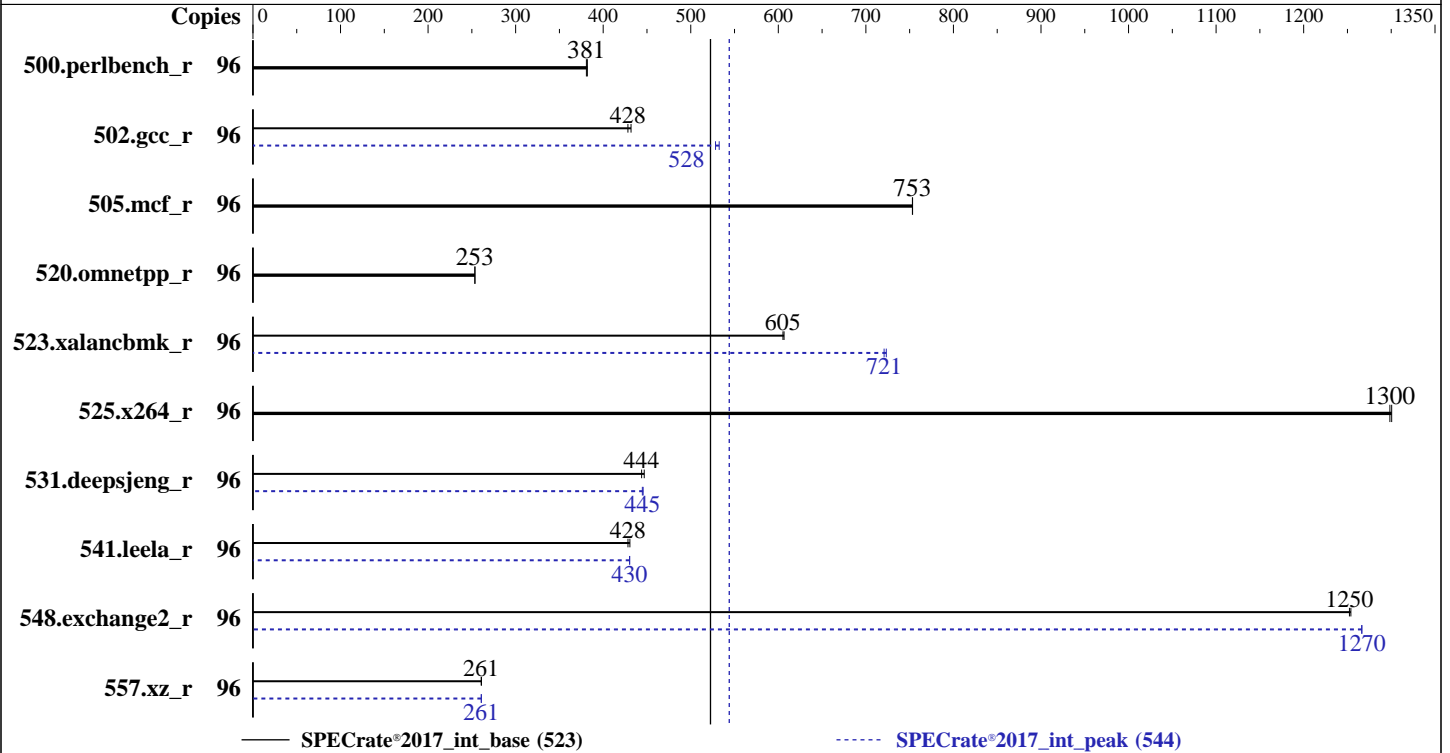 Copies 0 100 200 300 400 500 600 700 800 900 1000 1100 1200 1350
500.perlbench_r 96 381
502.gcc_r 96 428
528
505.mcf_r 96 753
520.omnetpp_r 96 253
523.xalancbmk_r 96 605
721
525.x264_r 96 1300
531.deepsjeng_r 96 444
445
541.leela_r 96 428
430
548.exchange2_r 96 1250
1270
557.xz_r 96 261
261
SPECrate®2017_int_base (523) SPECrate®2017_int_peak (544)